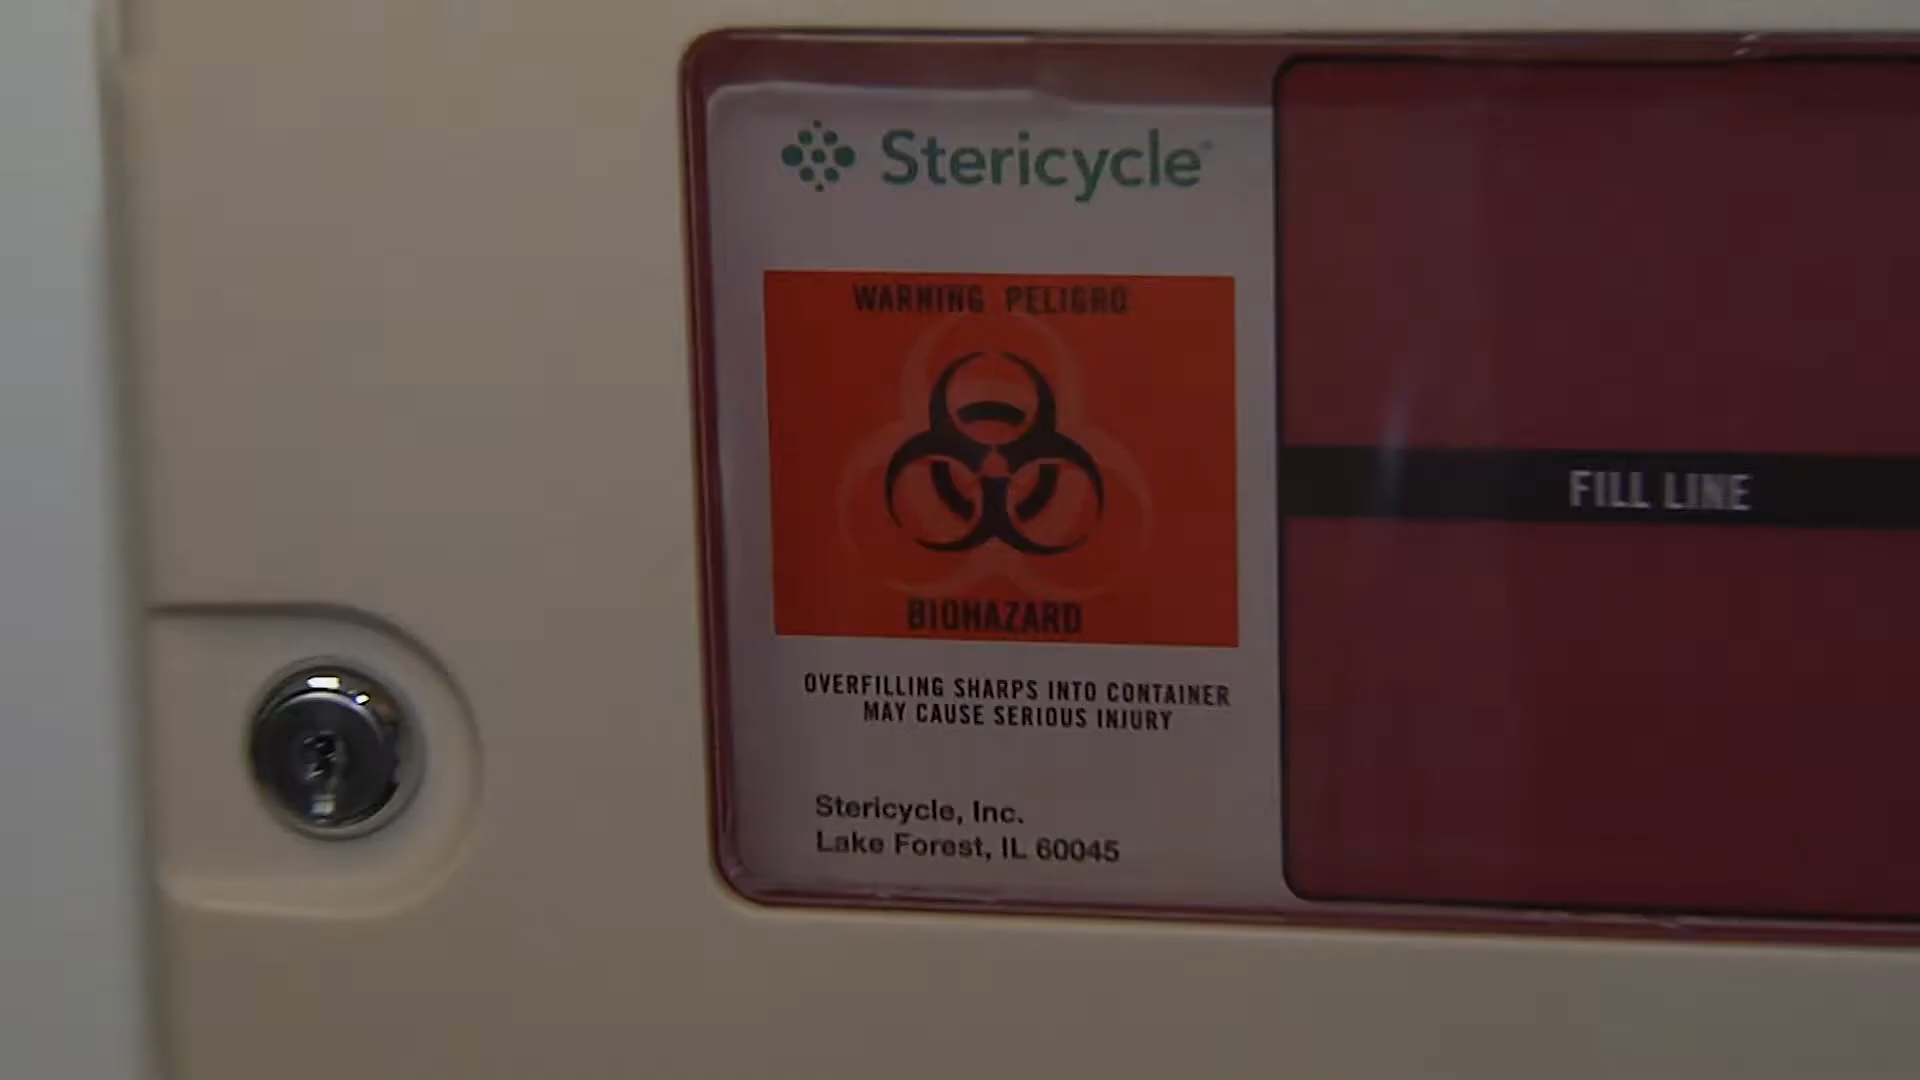 Stericycle
WARNING PELIGRO
BIOHAZARD
OVERFILLING SHARPS INTO CONTAINER
MAY CAUSE SERIOUS INJURY
Stericycle, Inc.
Lake Forest, IL 60045
FILL LINE